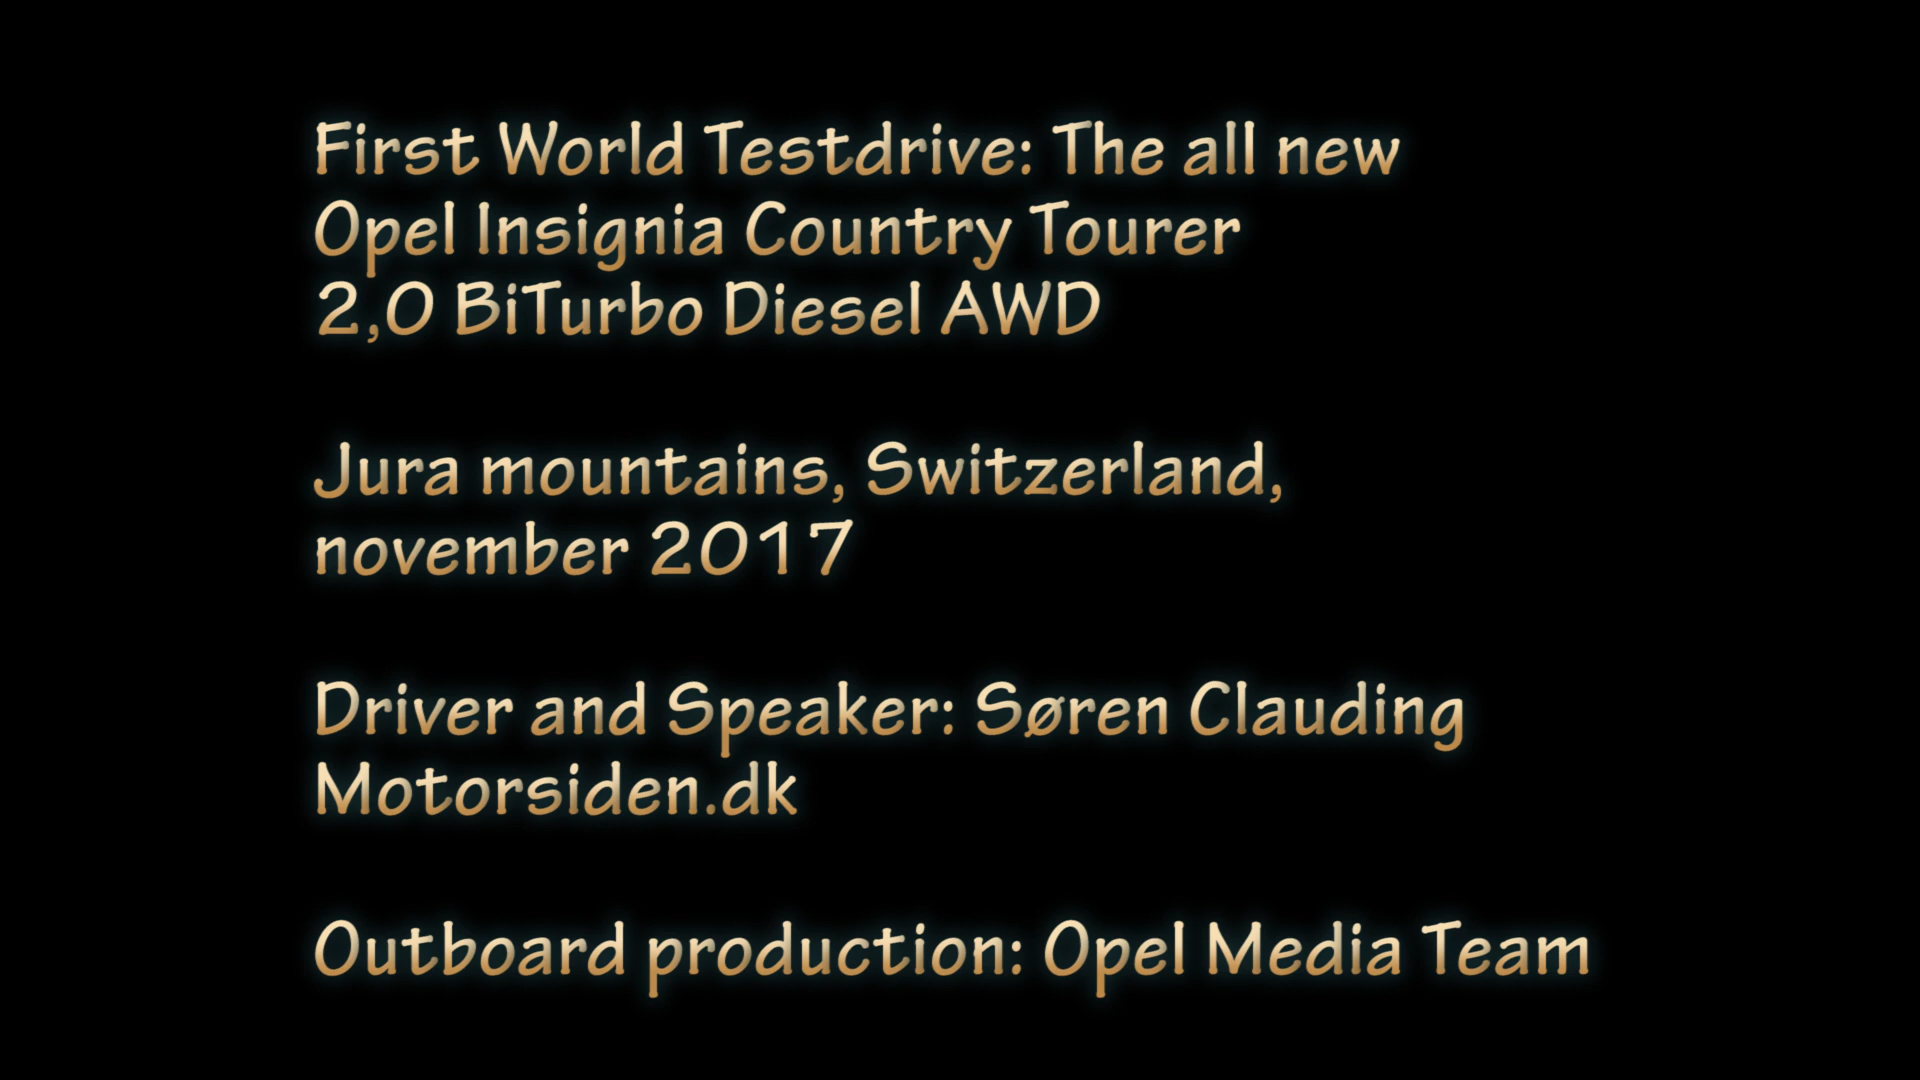 First World Testdrive: The all new
Opel Insignia Country Tourer
2,0 BiTurbo Diesel AWD
Jura mountains, Switzerland,
november 2017
Driver and Speaker: Søren Clauding
Motorsiden.dk
Outboard production: Opel Media Team